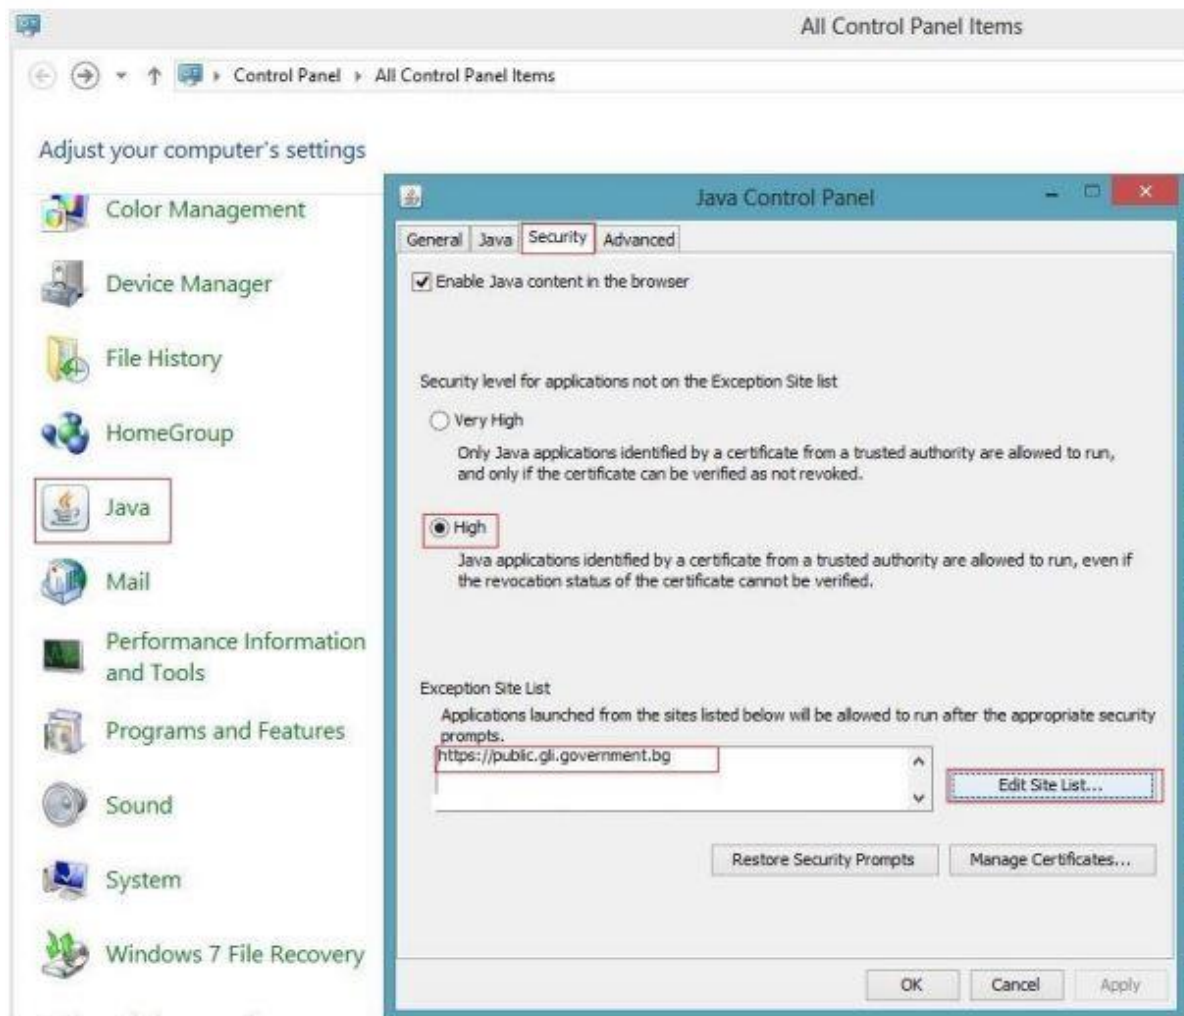 All Control Panel Items
Control Panel
All Control Panel Items
Adjust your computer's settings
Color Management
Device Manager
File History
HomeGroup
Java
Mail
Performance Information
and Tools
Programs and Features
Sound
System
Windows 7 File Recovery
Java Control Panel
General Java Security Advanced
Enable Java content in the browser
Security level for applications not on the Exception Site list
Very High
Only Java applications identified by a certificate from a trusted authority are allowed to run,
and only if the certificate can be verified as not revoked.
High
Java applications identified by a certificate from a trusted authority are allowed to run, even if
the revocation status of the certificate cannot be verified.
Exception Site List
Applications launched from the sites listed below will be allowed to run after the appropriate security
prompts.
https://public.gli.government.bg
Edit Site List...
Restore Security Prompts
Manage Certificates...
OK
Cancel
Apply